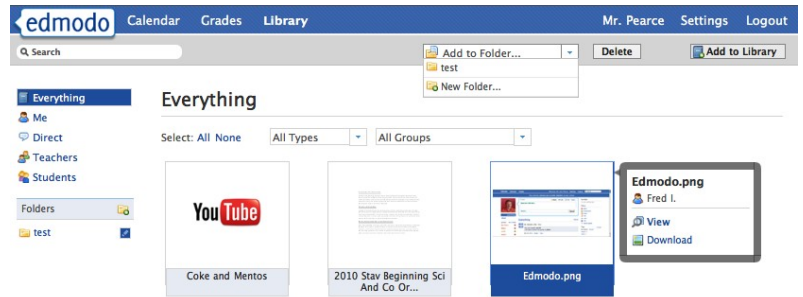 edmodo Calendar Grades Library Mr. Pearce Settings Logout
Search Add to Folder... Delete Add to Library
test
New Folder...
Everything
Me
Direct
Teachers
Students
Folders
test
Everything
Select: All None All Types All Groups
YouTube
Coke and Mentos
2010 Stav Beginning Sci
And Co Or...
Edmodo.png
Edmodo.png
Fred I.
View
Download